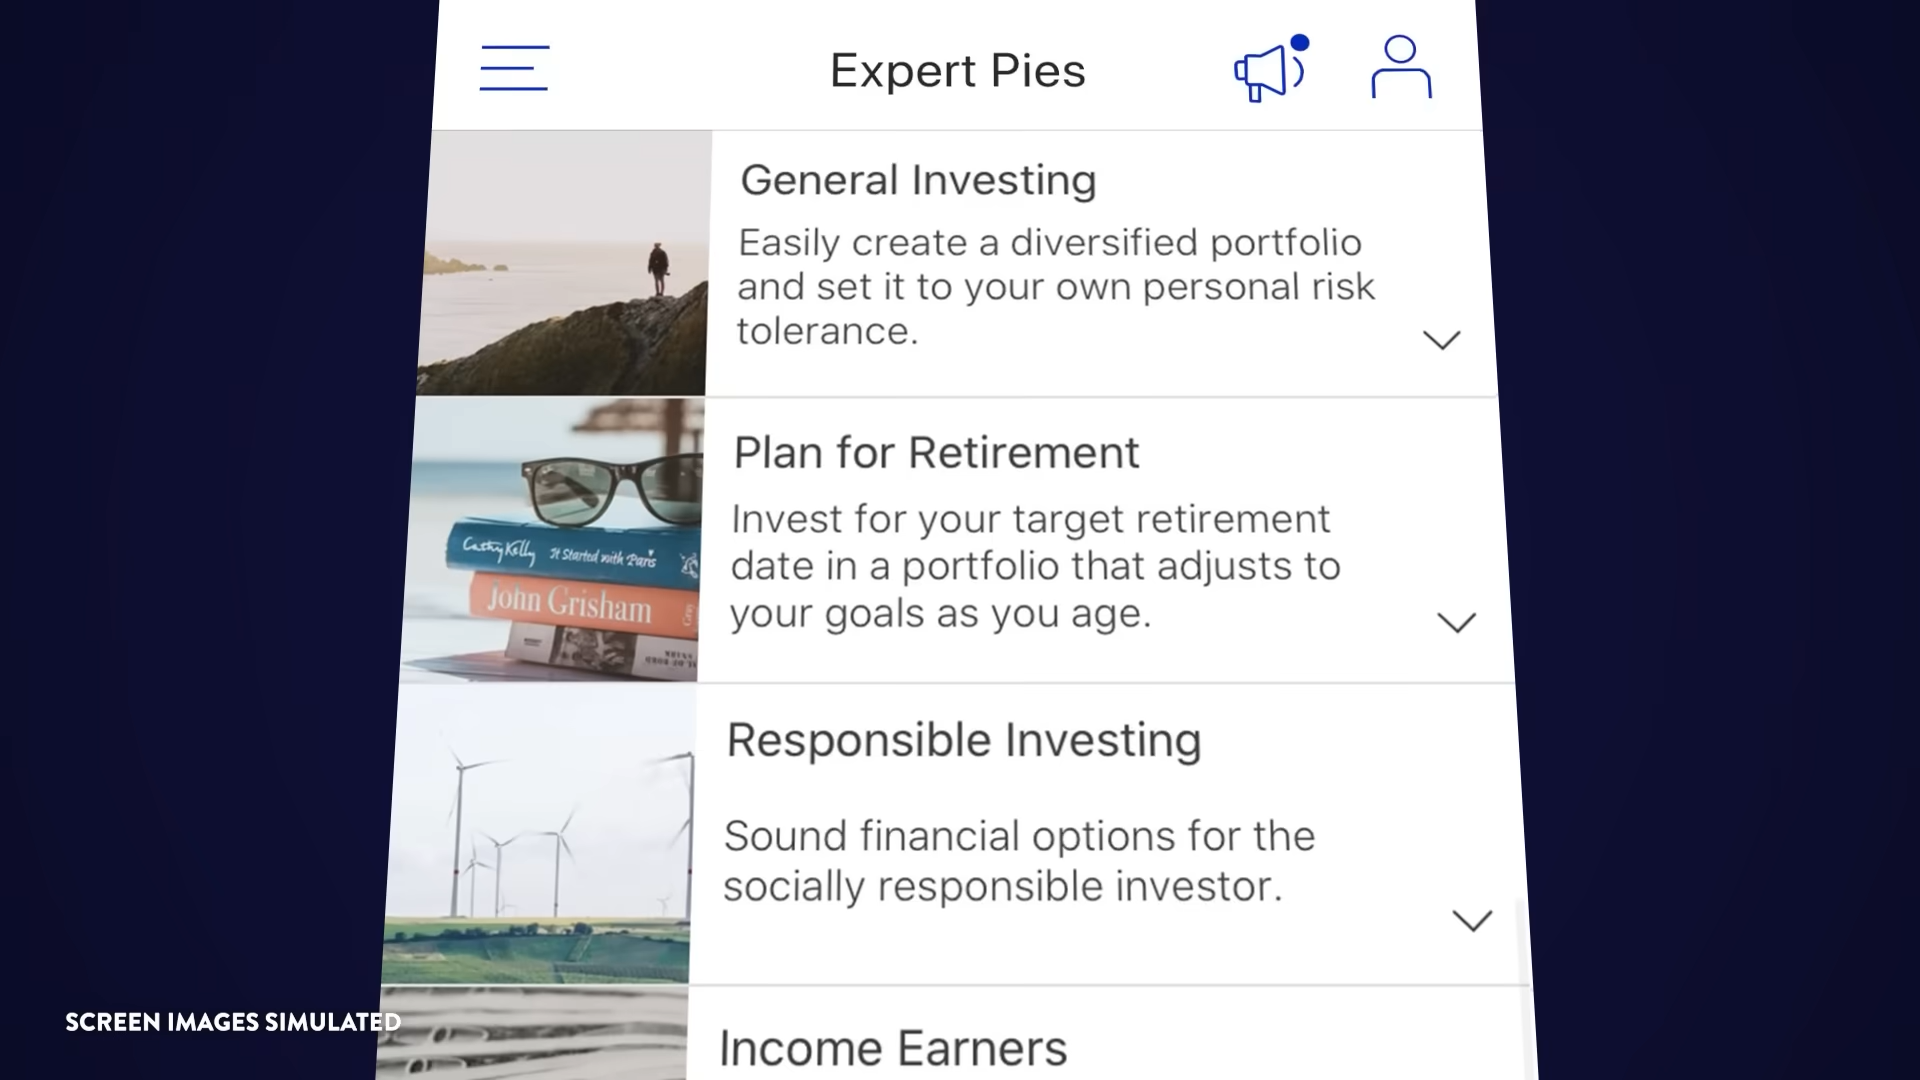 Expert Pies
General Investing
Easily create a diversified portfolio
and set it to your own personal risk
tolerance.
Plan for Retirement
Invest for your target retirement
date in a portfolio that adjusts to
your goals as you age.
Cathy Kelly It Started with Paris
John Grisham
Responsible Investing
Sound financial options for the
socially responsible investor.
Income Earners
SCREEN IMAGES SIMULATED